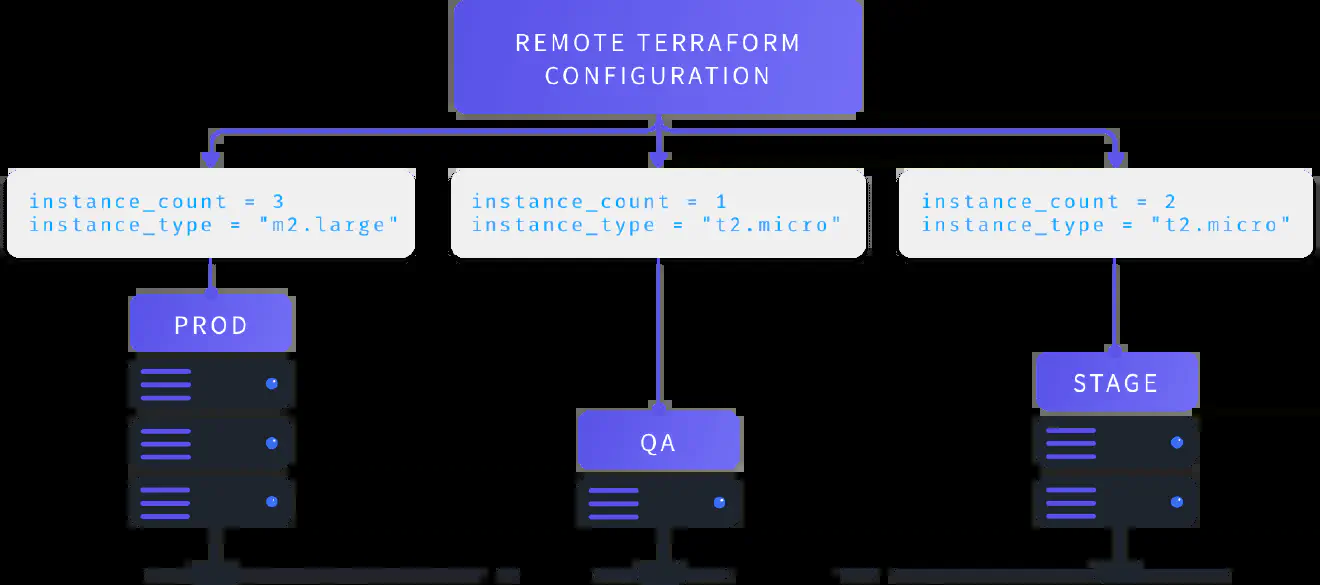 REMOTE TERRAFORM
CONFIGURATION
instance_count = 3
instance_type = "m2.large"
instance_count = 1
instance_type = "t2.micro"
instance_count = 2
instance_type = "t2.micro"
PROD
STAGE
QA